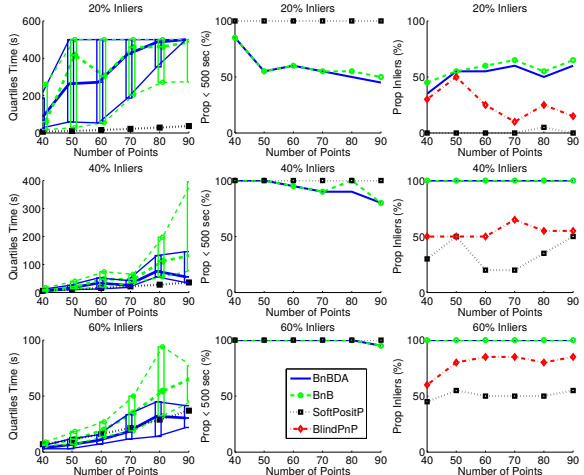 20% Inliers
20% Inliers
20% Inliers
Quartiles Time (s)
600
400
200
0
40 50 60 70 80 90
Number of Points
Prop < 500 sec (%)
100
50
0
40 50 60 70 80 90
Number of Points
Prop Inliers (%)
100
50
0
40 50 60 70 80 90
Number of Points
40% Inliers
40% Inliers
40% Inliers
Quartiles Time (s)
400
300
200
100
0
40 50 60 70 80 90
Number of Points
Prop < 500 sec (%)
100
50
0
40 50 60 70 80 90
Number of Points
Prop Inliers (%)
100
50
0
40 50 60 70 80 90
Number of Points
60% Inliers
60% Inliers
60% Inliers
Quartiles Time (s)
100
50
0
40 50 60 70 80 90
Number of Points
Prop < 500 sec (%)
100
50
0
40 50 60 70 80 90
Number of Points
BnBDA
BnB
SoftPositP
BlindPnP
Prop Inliers (%)
100
50
0
40 50 60 70 80 90
Number of Points